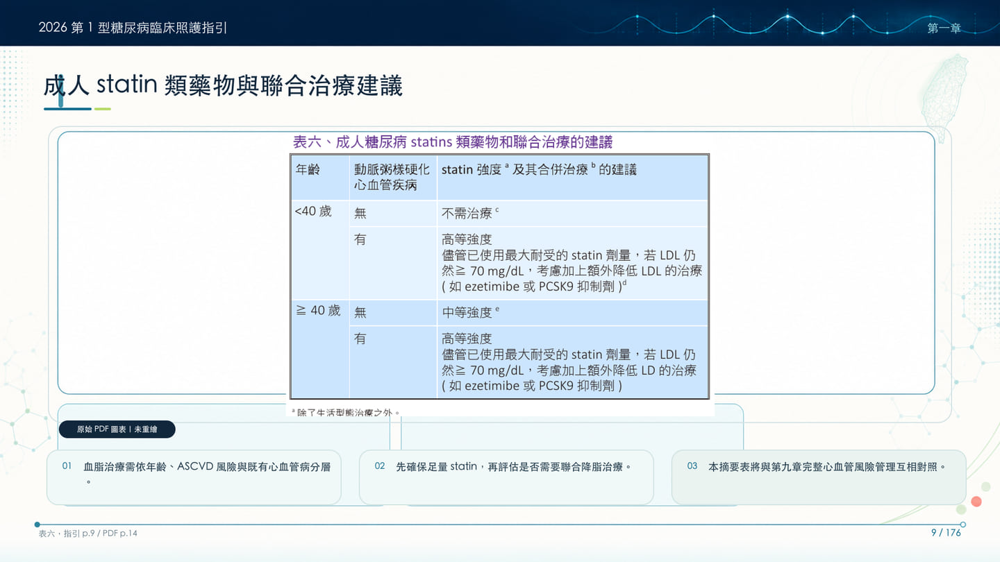 2026 第 1 型糖尿病臨床照護指引
第一章
成人 statin 類藥物與聯合治療建議
表六、成人糖尿病 statins 類藥物和聯合治療的建議
年齡
動脈粥樣硬化
心血管疾病
statin 強度 a 及其合併治療 b 的建議
<40 歲
無
不需治療 c
有
高等強度
儘管已使用最大耐受的 statin 劑量，若 LDL 仍
然≧ 70 mg/dL，考慮加上額外降低 LDL 的治療
( 如 ezetimibe 或 PCSK9 抑制劑 )d
≧ 40 歲
無
中等強度 e
有
高等強度
儘管已使用最大耐受的 statin 劑量，若 LDL 仍
然≧ 70 mg/dL，考慮加上額外降低 LD 的治療
( 如 ezetimibe 或 PCSK9 抑制劑 )
a 除了生活型態治療之外。
原始 PDF 圖表｜未重繪
01 血脂治療需依年齡、ASCVD 風險與既有心血管病分層
。
02 先確保足量 statin，再評估是否需要聯合降脂治療。
03 本摘要表將與第九章完整心血管風險管理互相對照。
表六，指引 p.9 / PDF p.14
9 / 176